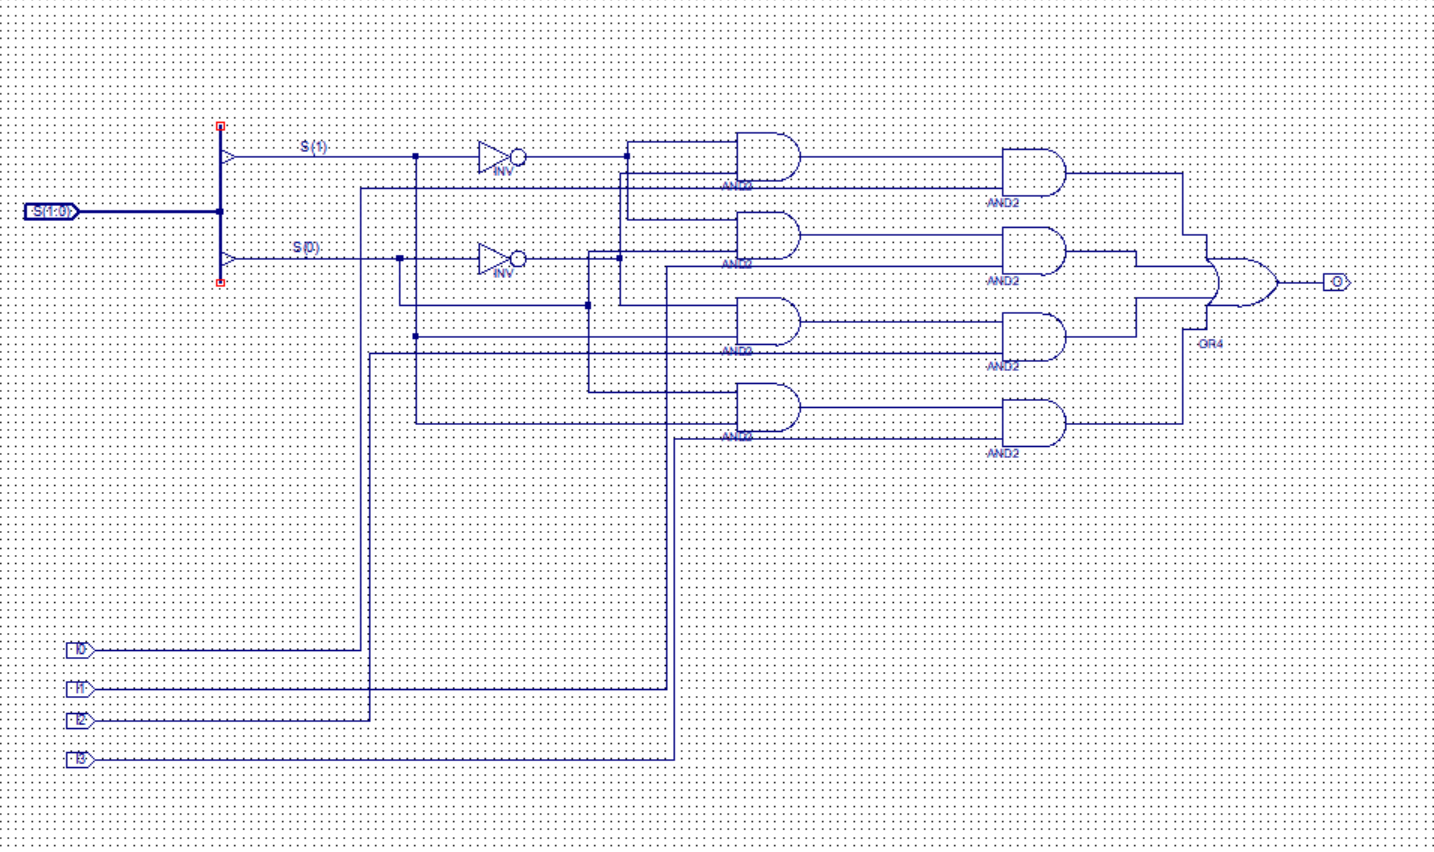 S(1)
INV
AND2
AND2
S(1:0)
S(0)
INV
AND2
AND2
O
AND2
AND2
OR4
AND2
AND2
I0
I1
I2
I3